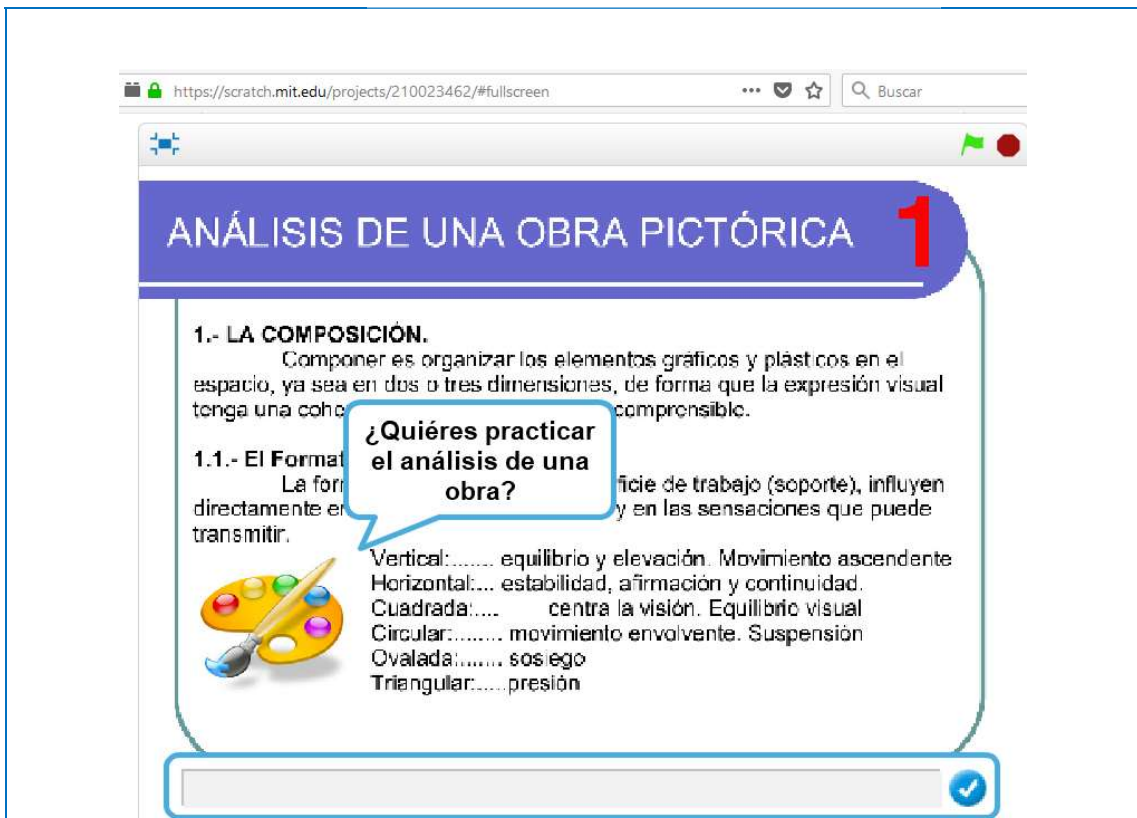 https://scratch.mit.edu/projects/210023462/#fullscreen
Buscar
ANÁLISIS DE UNA OBRA PICTÓRICA 1
1.- LA COMPOSICIÓN.
Componer es organizar los elementos gráficos y plásticos en el
espacio, ya sea en dos o tres dimensiones, de forma que la expresión visual
tenga una comprensible.
¿Quiéres practicar
el análisis de una
obra?
1.1.- El
La , influyen
de trabajo (soporte), influyen
directamente y en las sensaciones que puede
transmitir.
Vertical:....... equilibrio y elevación. Movimiento ascendente
Horizontal:... estabilidad, afirmación y continuidad.
Cuadrada:.... centra la visión. Equilibrio visual
Circular:........ movimiento envolvente. Suspensión
Ovalada:....... sosiego
Triangular:.....presión